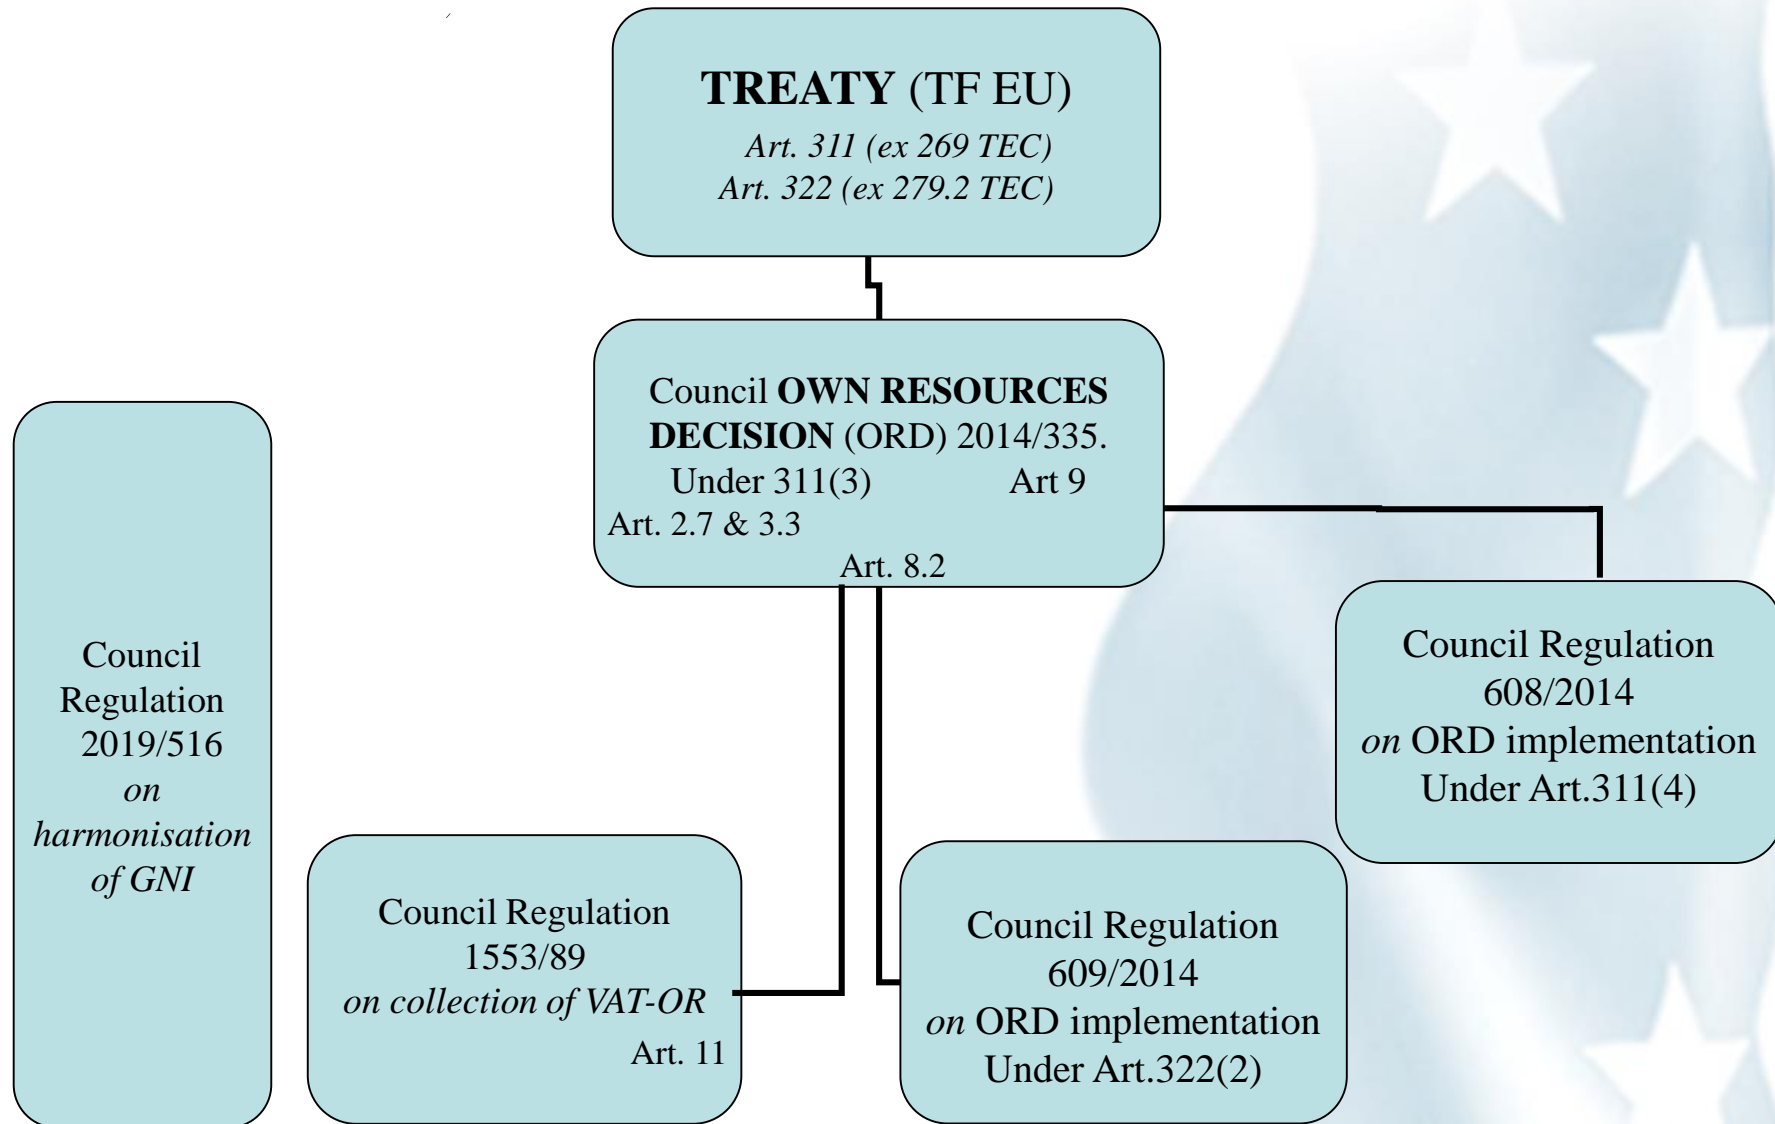 TREATY (TF EU)
Art. 311 (ex 269 TEC)
Art. 322 (ex 279.2 TEC)
Council OWN RESOURCES
DECISION (ORD) 2014/335.
Under 311(3) Art 9
Art. 2.7 & 3.3
Art. 8.2
Council
Regulation
2019/516
on
harmonisation
of GNI
Council Regulation
1553/89
on collection of VAT-OR
Art. 11
Council Regulation
609/2014
on ORD implementation
Under Art.322(2)
Council Regulation
608/2014
on ORD implementation
Under Art.311(4)